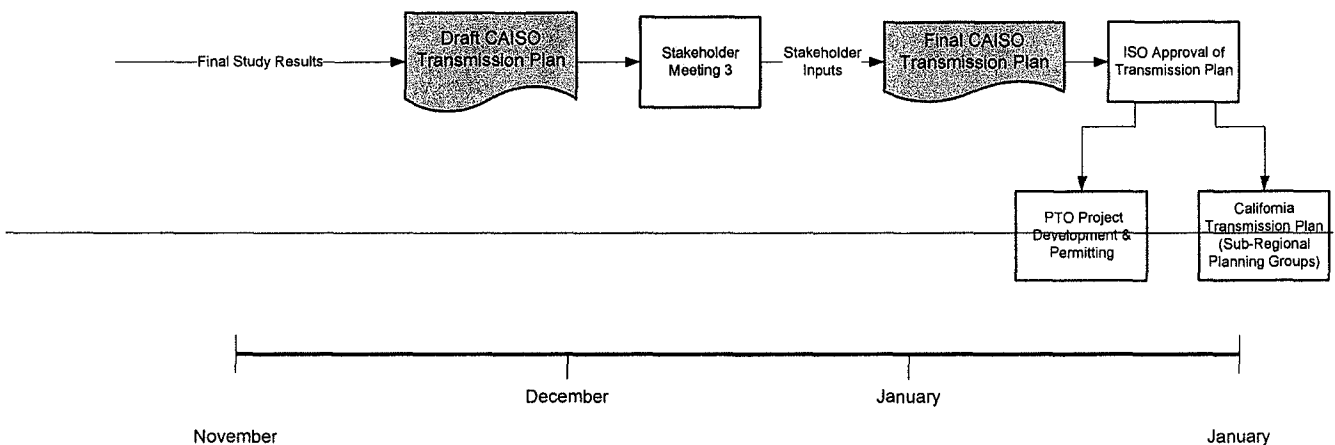 Final Study Results
Draft CAISO
Transmission Plan
Stakeholder
Meeting 3
Stakeholder
Inputs
Final CAISO
Transmission Plan
ISO Approval of
Transmission Plan
PTO Project
Development &
Permitting
California
Transmission Plan
(Sub-Regional
Planning Groups)
December
January
November
January